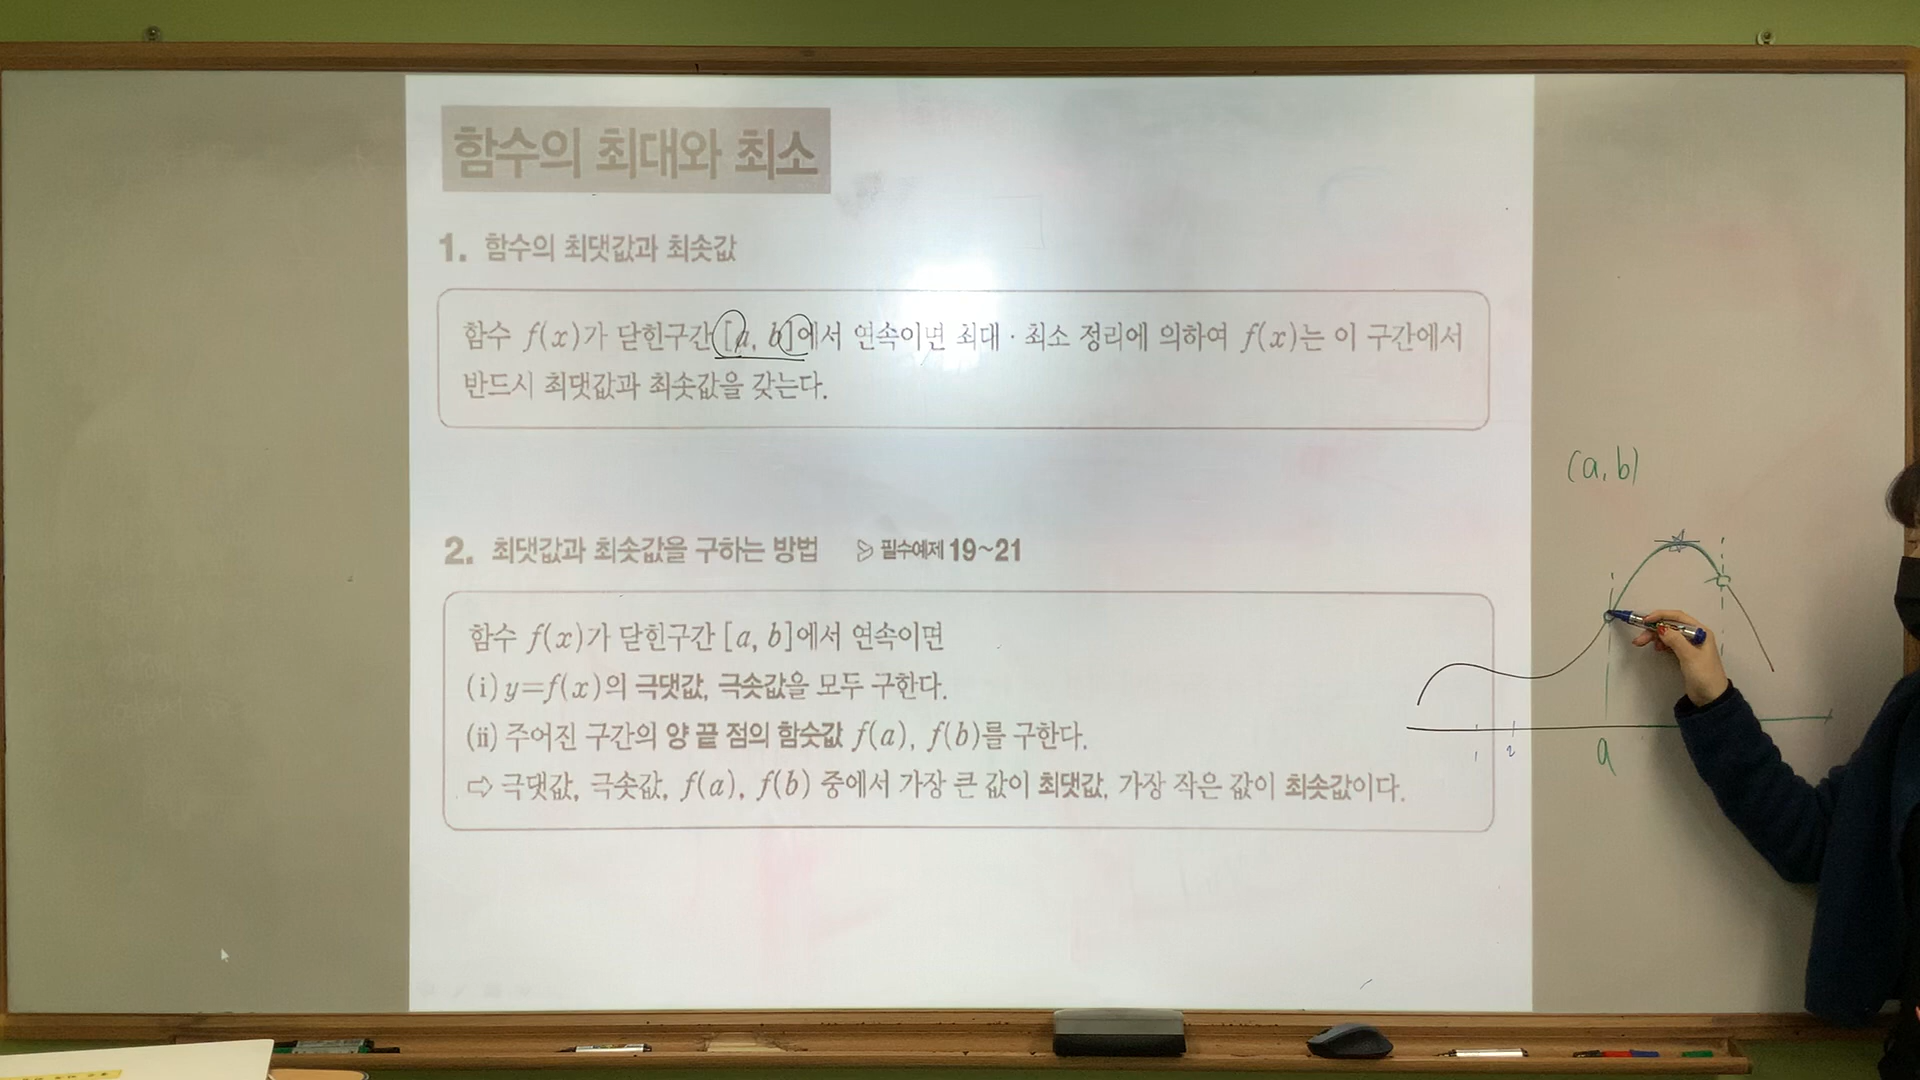 함수의 최대와 최소
1. 함수의 최댓값과 최솟값
함수 f(x)가 닫힌구간 [a, b]에서 연속이면 최대 · 최소 정리에 의하여 f(x)는 이 구간에서
반드시 최댓값과 최솟값을 갖는다.
2. 최댓값과 최솟값을 구하는 방법 필수예제 19~21
함수 f(x)가 닫힌구간 [a, b]에서 연속이면
(i) y=f(x)의 극댓값, 극솟값을 모두 구한다.
(ii) 주어진 구간의 양 끝 점의 함숫값 f(a), f(b)를 구한다.
⇨ 극댓값, 극솟값, f(a), f(b) 중에서 가장 큰 값이 최댓값, 가장 작은 값이 최솟값이다.
(a, b)
1 2 a